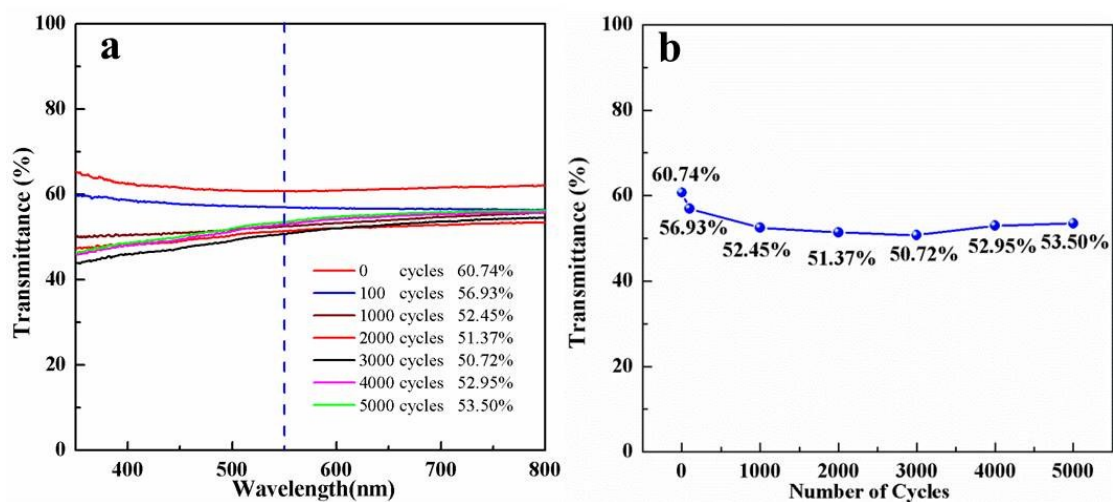 a
Transmittance (%)
100
80
60
40
20
0
400
500
600
700
800
Wavelength(nm)
0 cycles 60.74%
100 cycles 56.93%
1000 cycles 52.45%
2000 cycles 51.37%
3000 cycles 50.72%
4000 cycles 52.95%
5000 cycles 53.50%
b
Transmittance (%)
100
80
60
40
20
0
60.74%
56.93%
52.45%
51.37%
50.72%
52.95%
53.50%
0
1000
2000
3000
4000
5000
Number of Cycles